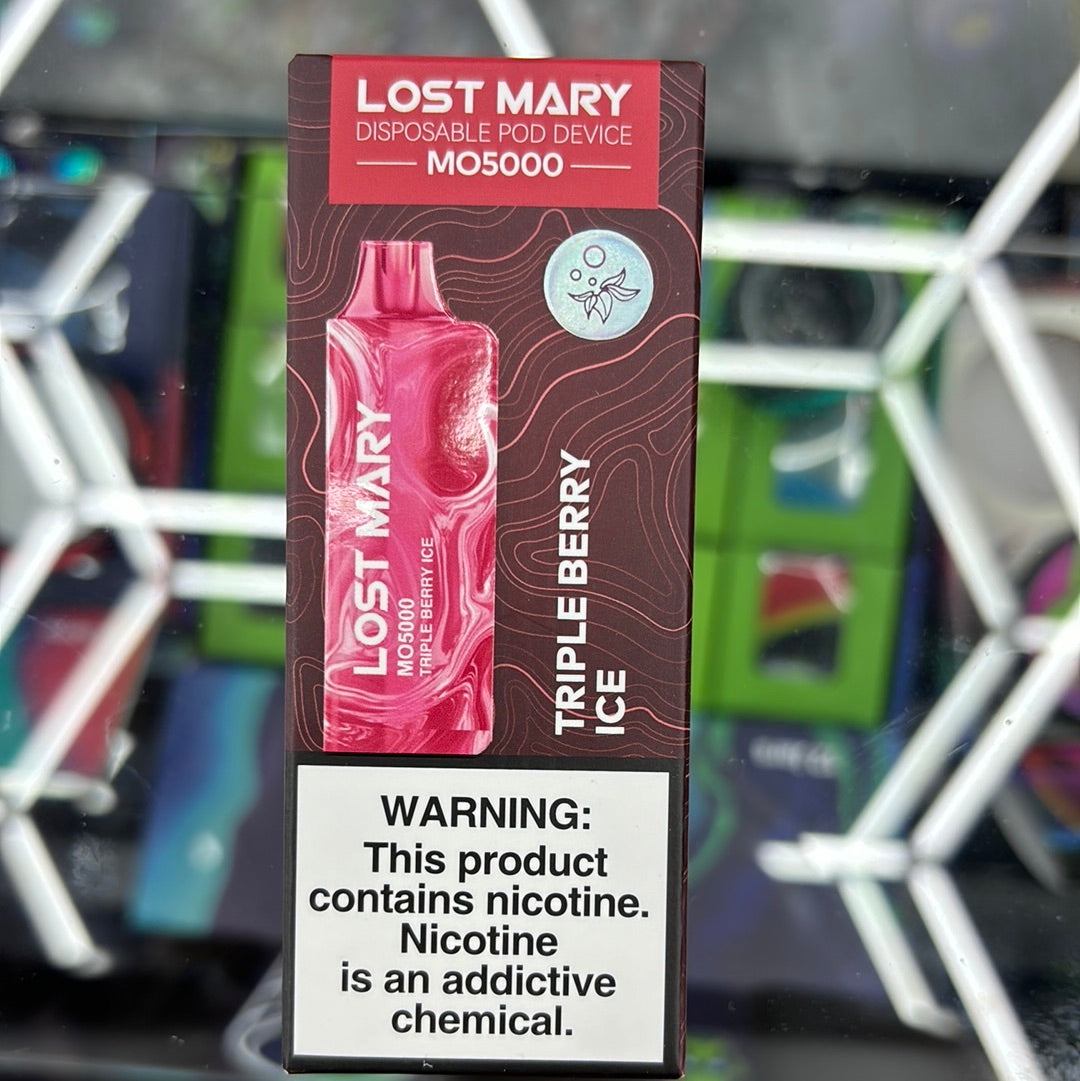 LOST MARY
DISPOSABLE POD DEVICE
MO5000
LOST MARY
MO5000
TRIPLE BERRY ICE
TRIPLE BERRY
ICE
WARNING:
This product
contains nicotine.
Nicotine
is an addictive
chemical.